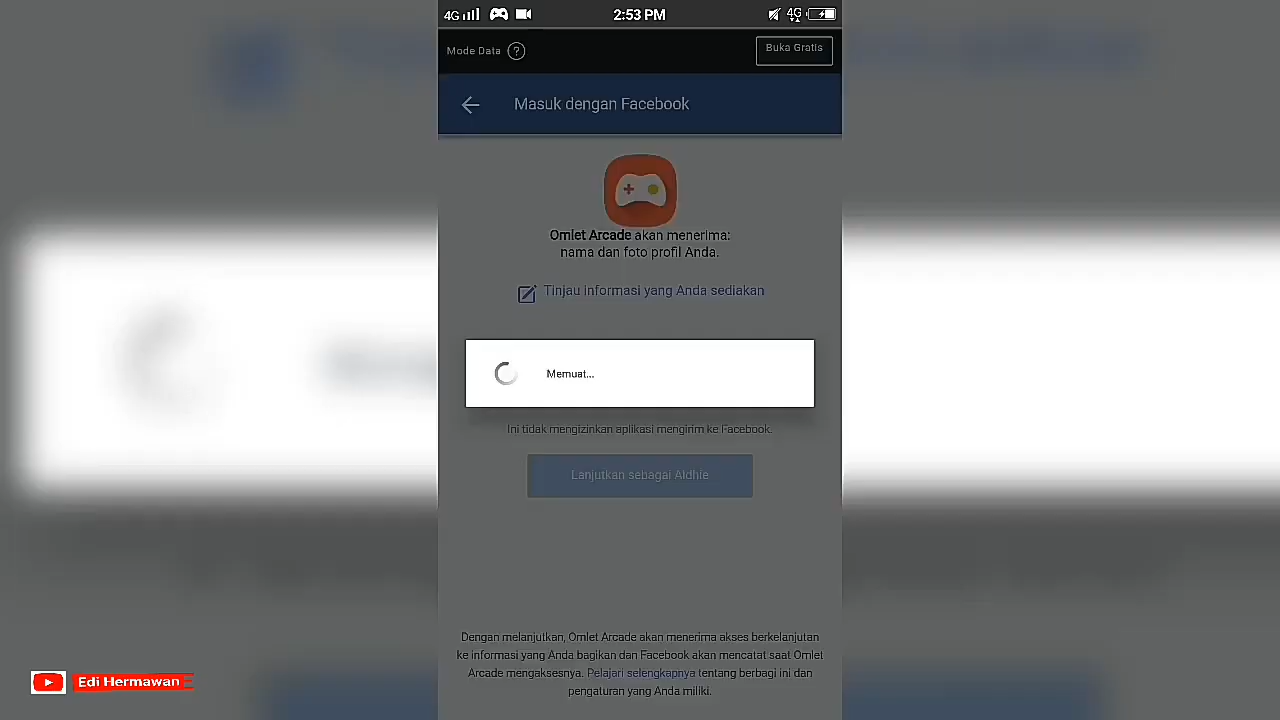 4G 2:53 PM 4G
Mode Data ? Buka Gratis
Masuk dengan Facebook
Omlet Arcade akan menerima:
nama dan foto profil Anda.
Tinjau informasi yang Anda sediakan
Memuat...
Ini tidak mengizinkan aplikasi mengirim ke Facebook.
Lanjutkan sebagai Aldhie
Dengan melanjutkan, Omlet Arcade akan menerima akses berkelanjutan
ke informasi yang Anda bagikan dan Facebook akan mencatat saat Omlet
Arcade mengaksesnya. Pelajari selengkapnya tentang berbagi ini dan
pengaturan yang Anda miliki.
Edi Hermawan